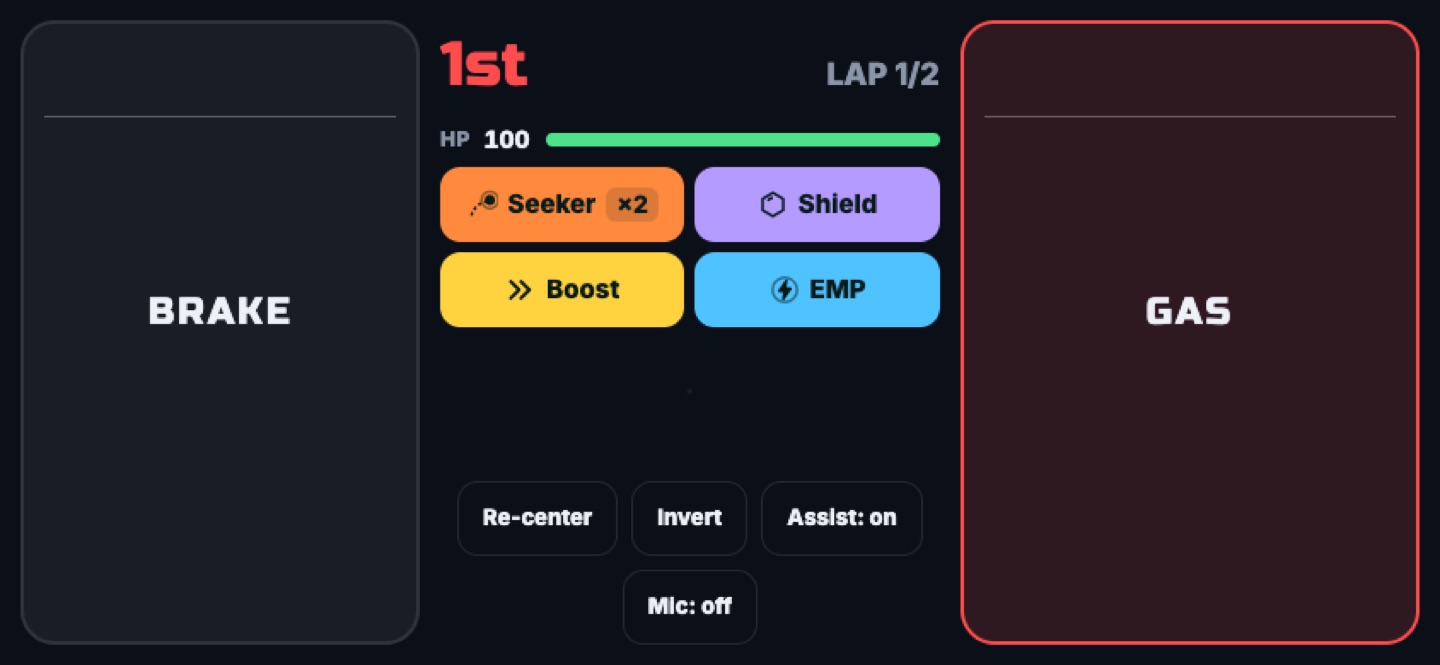 BRAKE
1st
LAP 1/2
HP 100
Seeker ×2
Shield
Boost
EMP
Re-center
Invert
Assist: on
Mic: off
GAS